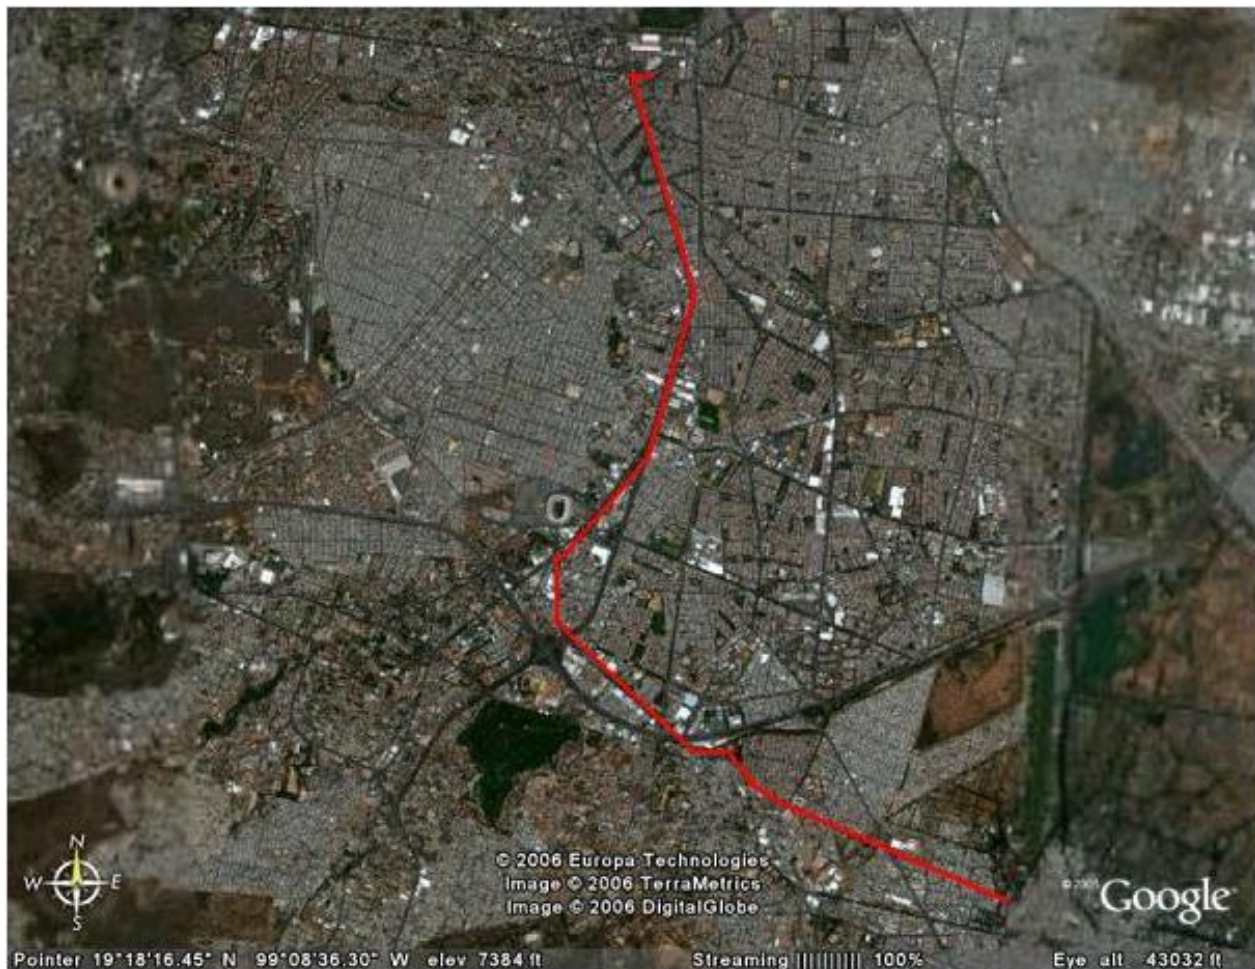 N
W E
S
© 2006 Europa Technologies
Image © 2006 TerraMetrics
Image © 2006 DigitalGlobe
Google
Pointer 19°18'16.45" N 99°08'36.30" W elev 7384 ft Streaming |||||||||| 100% Eye alt 43032 ft